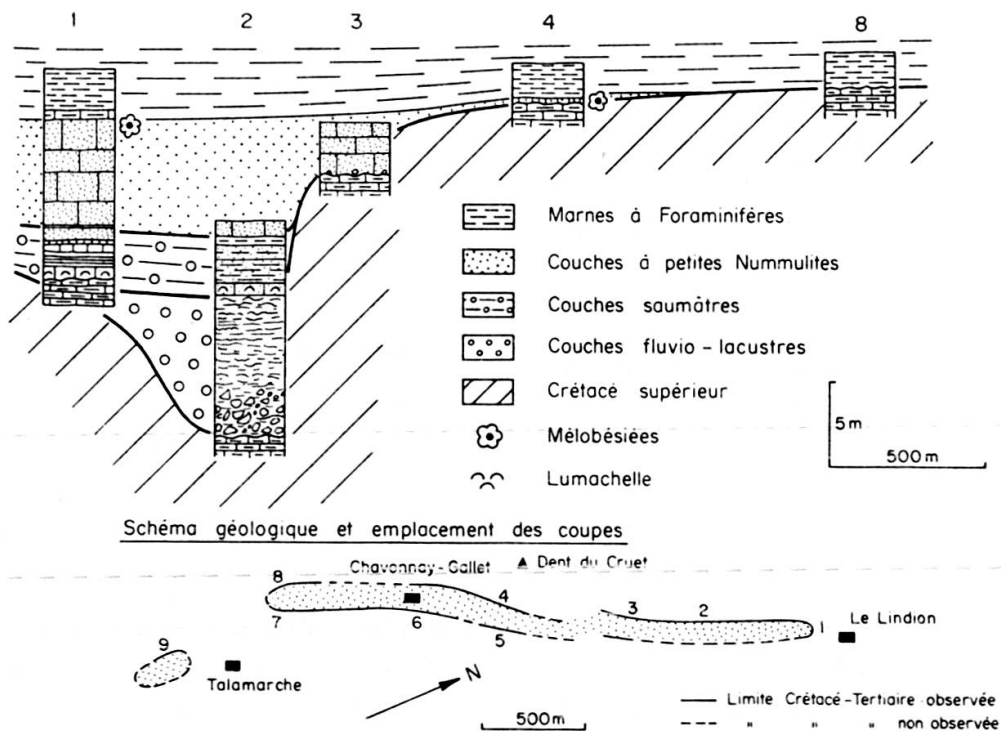 1 2 3 4 8
Marnes à Foraminifères
Couches à petites Nummulites
Couches saumâtres
Couches fluvio-lacustres
Crétacé supérieur
Mélobésiées
Lumachelle
5m
500m
Schéma géologique et emplacement des coupes
Chavonnay-Gallet ▲ Dent du Cruet
8 4 3 2 1 Le Lindion
7 6 5
9
Talamarche
N
500m
Limite Crétacé-Tertiaire observée
" " " non observée